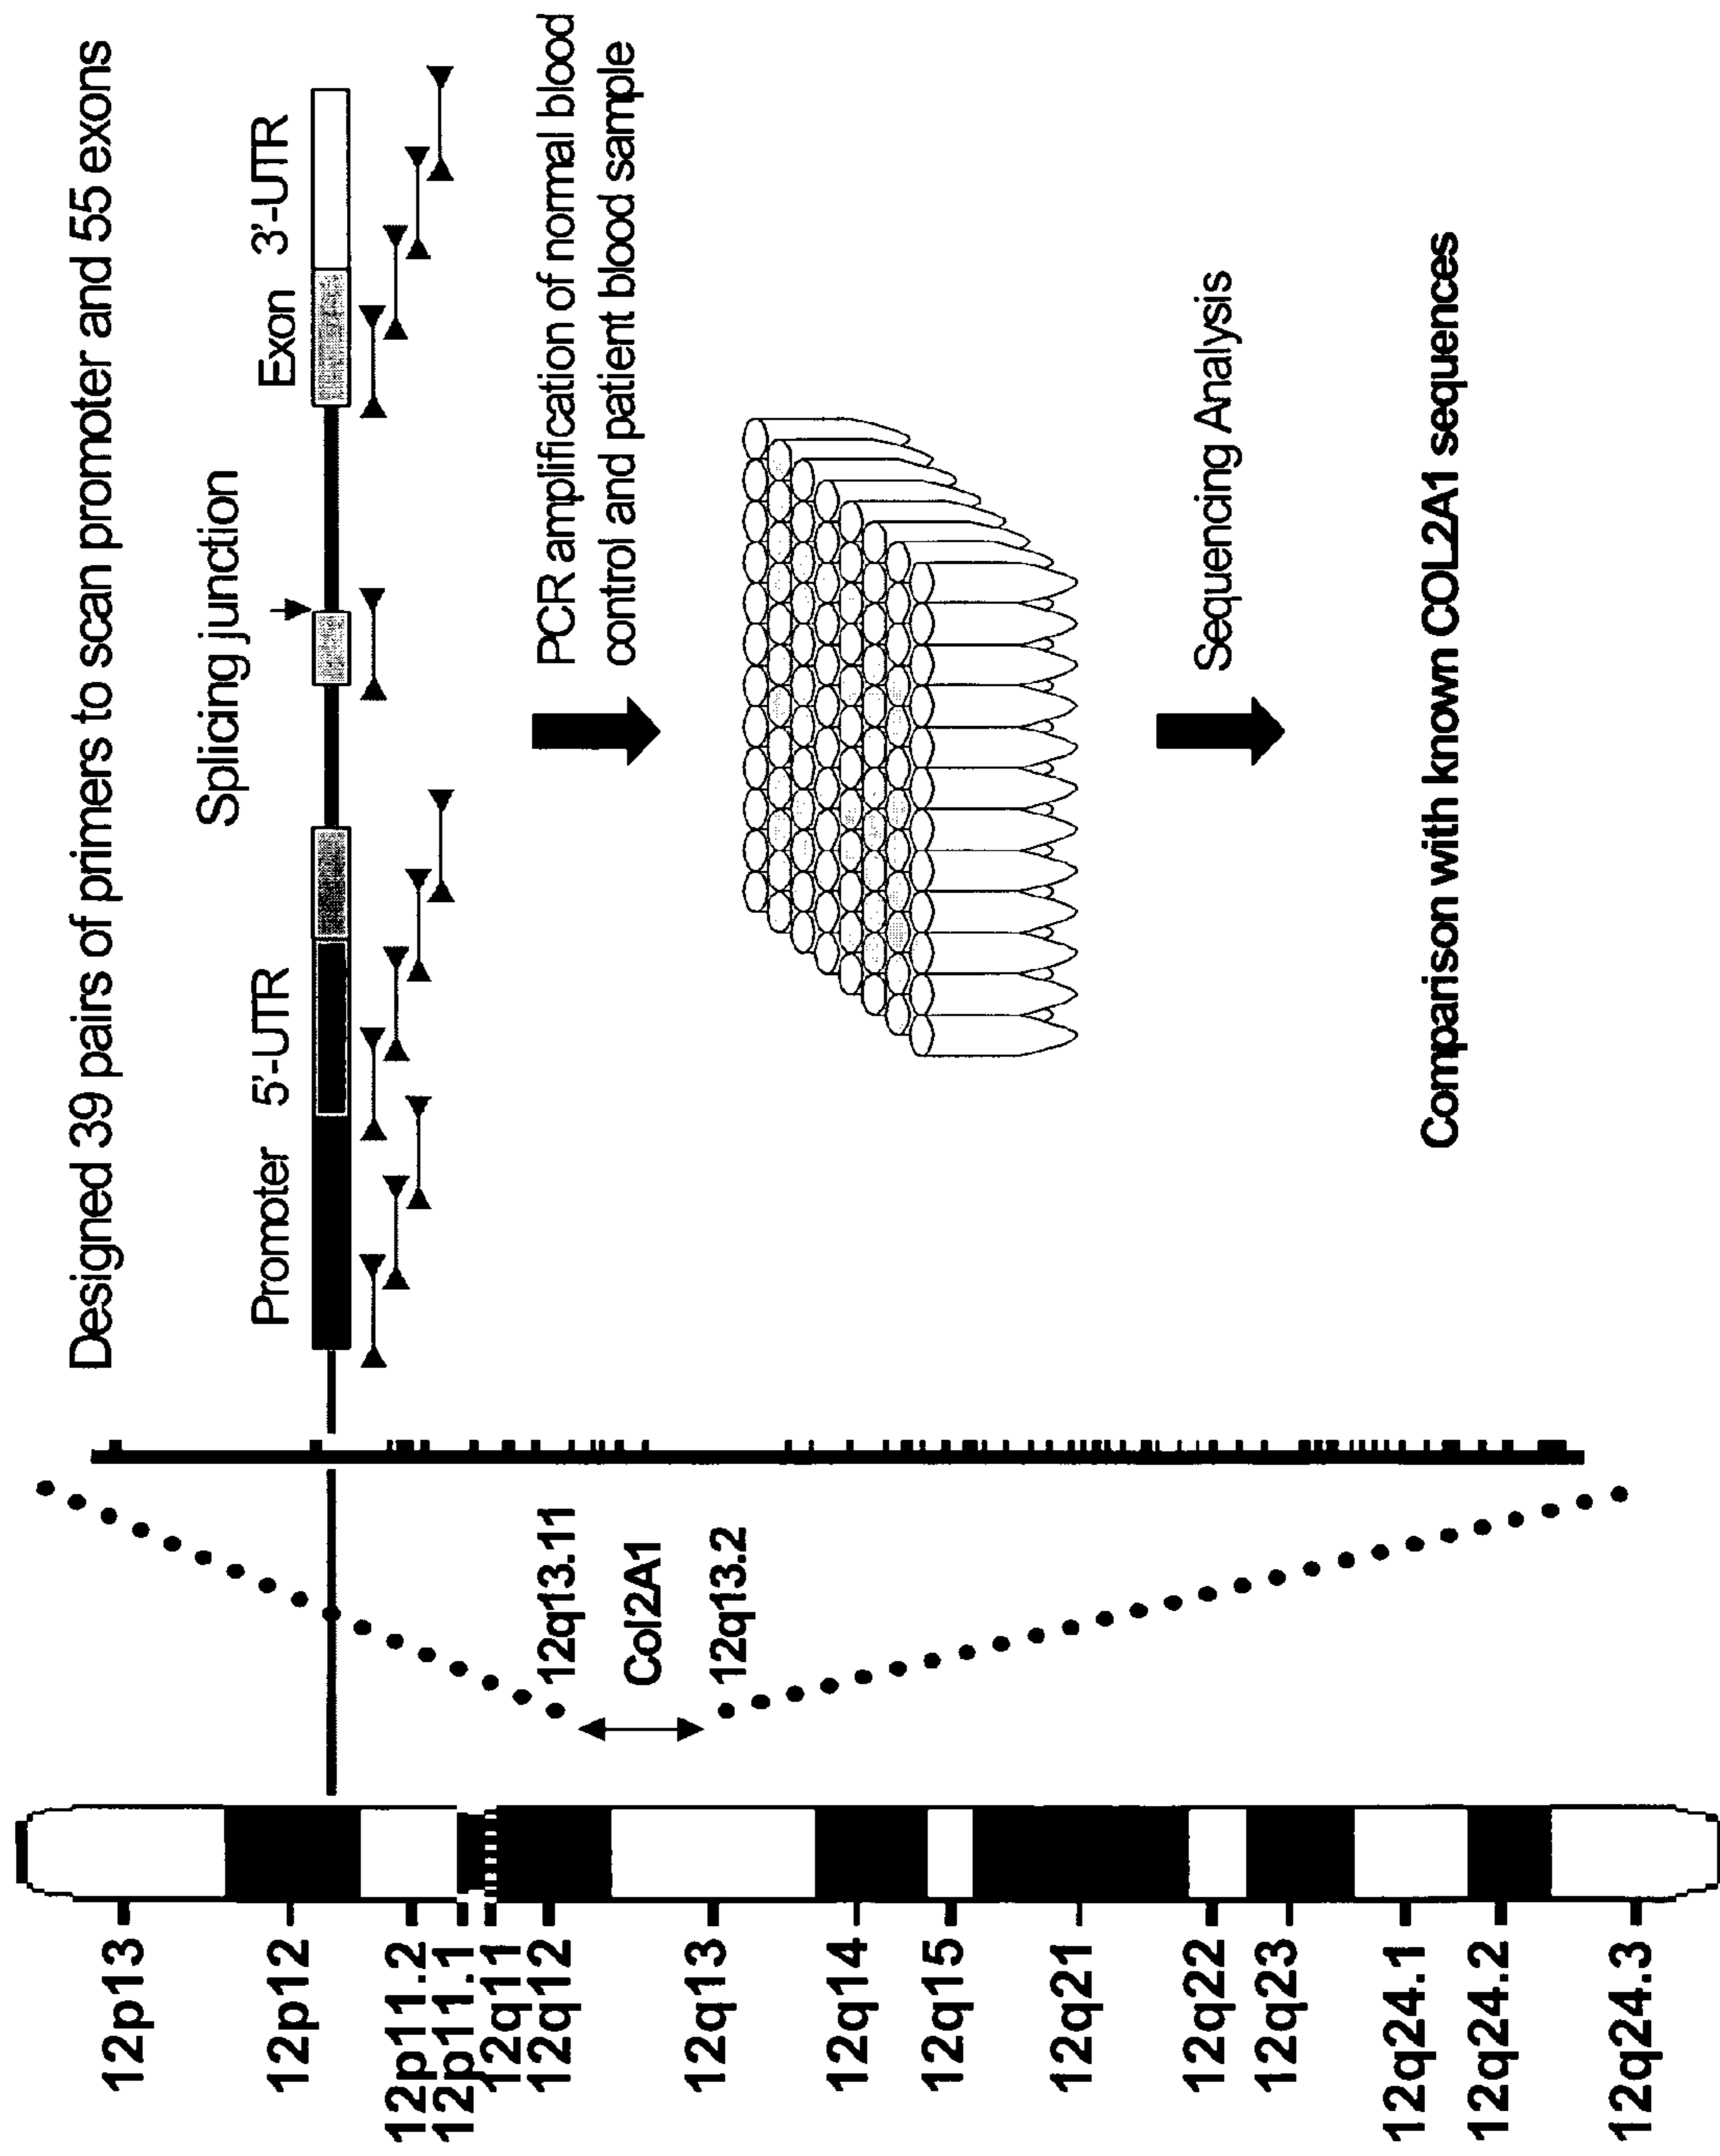 Designed 39 pairs of primers to scan promoter and 55 exons
Splicing junction
Promoter 5'-UTR
Exon 3'-UTR
PCR amplification of normal blood
control and patient blood sample
Sequencing Analysis
Comparison with known COL2A1 sequences
12q13.11
Col2A1
12q13.2
12p13
12p12
12p11.2
12p11.1
12q11
12q12
12q13
12q14
12q15
12q21
12q22
12q23
12q24.1
12q24.2
12q24.3